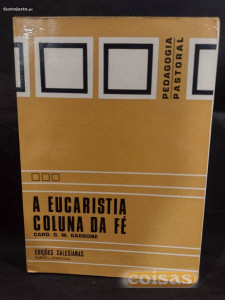 PEDAGOGIA
PASTORAL
A EUCARISTIA
COLUNA DA FÉ
CARD. G. M. GARRONE
EDIÇÕES SALESIANAS
coisas